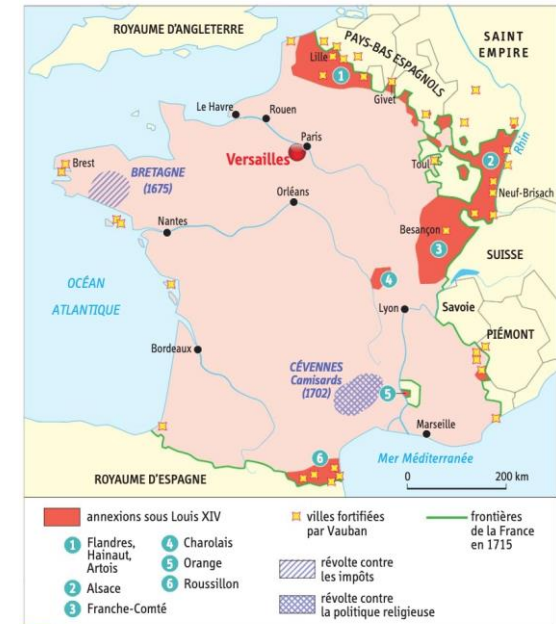 ROYAUME D'ANGLETERRE
SAINT
EMPIRE
PAYS-BAS ESPAGNOLS
Lille
1
Givet
Le Havre
Rouen
Paris
Versailles
Rhin
Toul
2
Brest
BRETAGNE
(1675)
Neuf-Brisach
Orléans
Nantes
Besançon
3
SUISSE
OCÉAN
ATLANTIQUE
4
Lyon
Savoie
PIÉMONT
Bordeaux
CÉVENNES
Camisards
(1702)
5
Marseille
Mer Méditerranée
6
ROYAUME D'ESPAGNE
0 200 km
annexions sous Louis XIV
1 Flandres,
Hainaut,
Artois
2 Alsace
3 Franche-Comté
4 Charolais
5 Orange
6 Roussillon
villes fortifiées
par Vauban
révolte contre
les impôts
révolte contre
la politique religieuse
frontières
de la France
en 1715